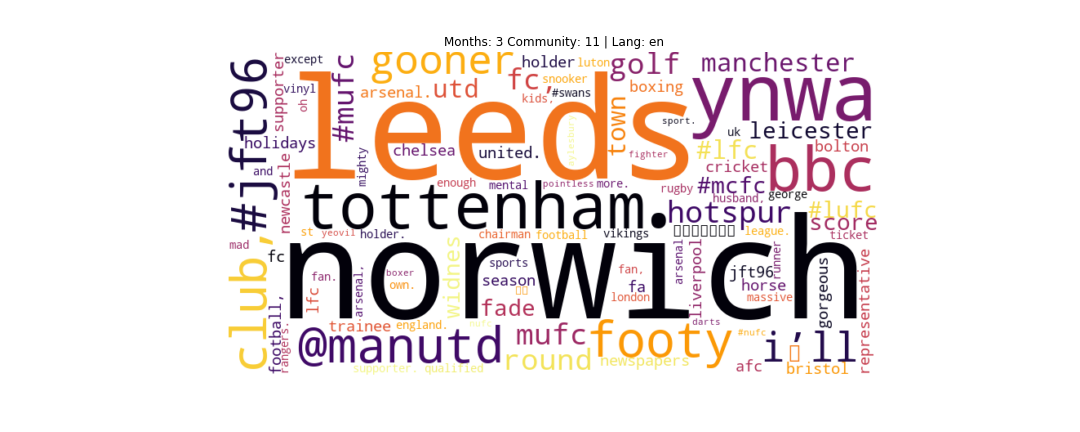 Months: 3 Community: 11 | Lang: en
#jft96
supporter
except
vinyl
oh
holidays
and
#mufc
mighty
gooner
arsenal.
utd
leeds
chelsea
united.
fc,
holder
luton
snooker
kids,
#swans
golf
boxing
town
sport.
manchester
ynwa
uk
leicester
#lfc
bolton
cricket
bbc
fighter
enough
mental
pointless
more.
rugby
#mcfc
husband,
george
newcastle
tottenham.
hotspur
#lufc
score
ticket
mad
club,
fc
st
yeovil
holder.
chairman
football
vikings
league.
norwich
widnes
sports
season
fan.
boxer
own.
arsenal.
lfc
football,
rangers.
fan,
fa
london
arsenal
liverpool
jft96
runner
horse
massive
gorgeous
representative
fade
trainee
england.
mufc
@manutd
mufc
footy
darts
#nufc
i'll
round
newspapers
supporter.
qualified
afc
bristol